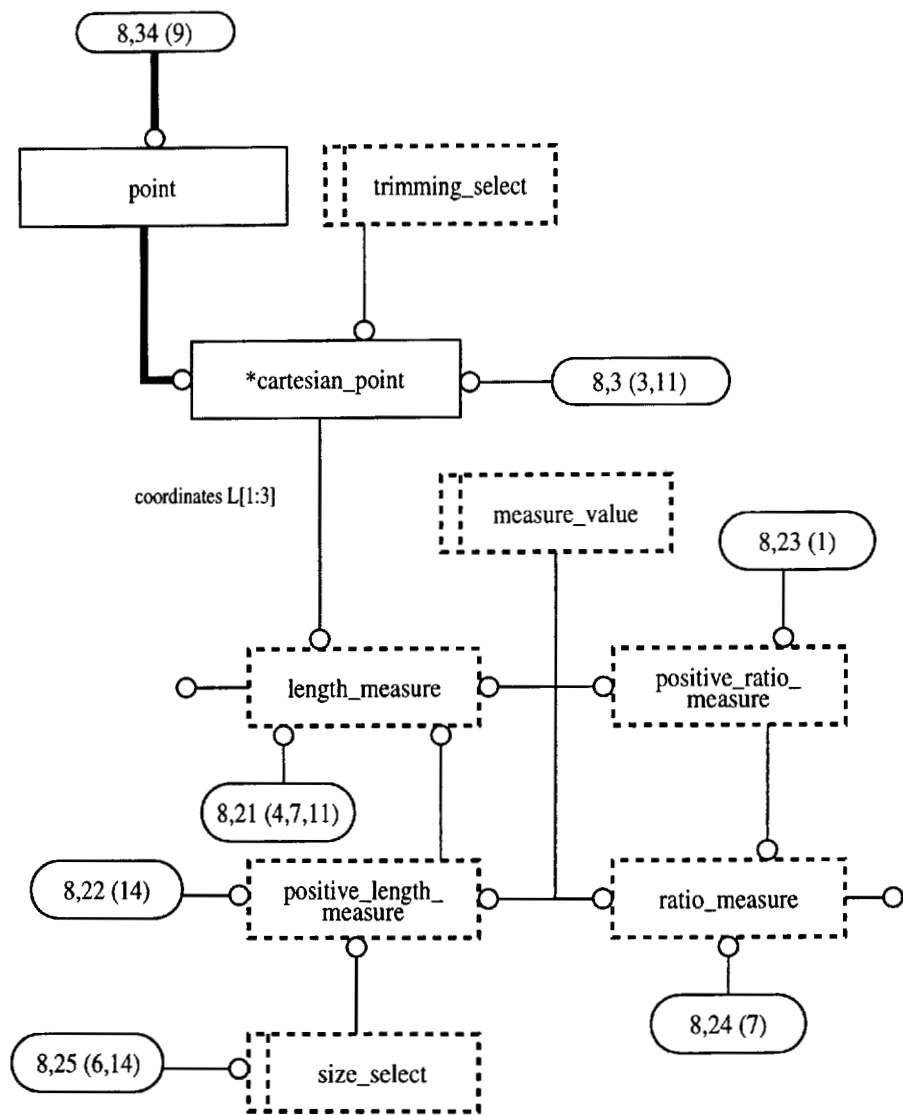 8,34 (9)
point
trimming_select
*cartesian_point
8,3 (3,11)
coordinates L[1:3]
measure_value
8,23 (1)
length_measure
positive_ratio_
measure
8,21 (4,7,11)
8,22 (14)
positive_length_
measure
ratio_measure
8,24 (7)
8,25 (6,14)
size_select